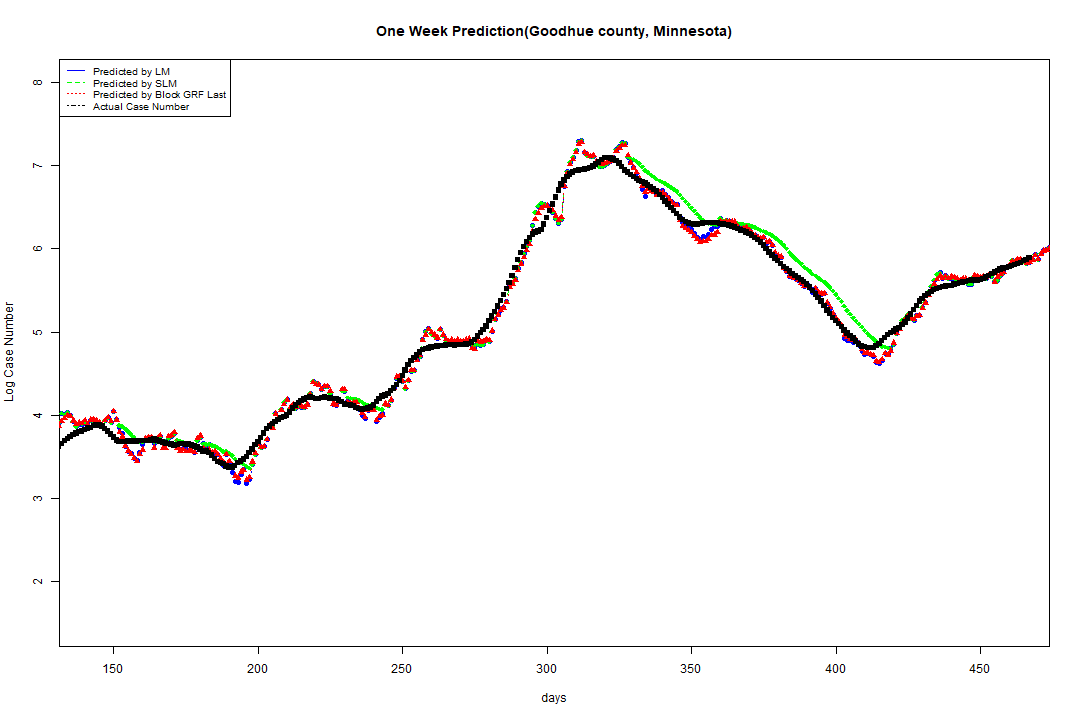 One Week Prediction(Goodhue county, Minnesota)
Predicted by LM
Predicted by SLM
Predicted by Block GRF Last
Actual Case Number
8
7
6
5
4
3
2
Log Case Number
150 200 250 300 350 400 450
days